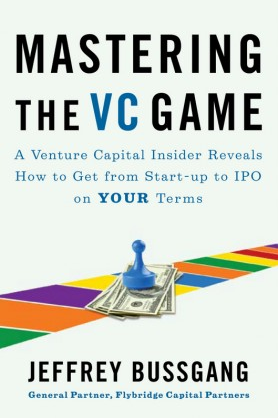 MASTERING
THE VC GAME
A Venture Capital Insider Reveals
How to Get from Start-up to IPO
on YOUR Terms
JEFFREY BUSSGANG
General Partner, Flybridge Capital Partners